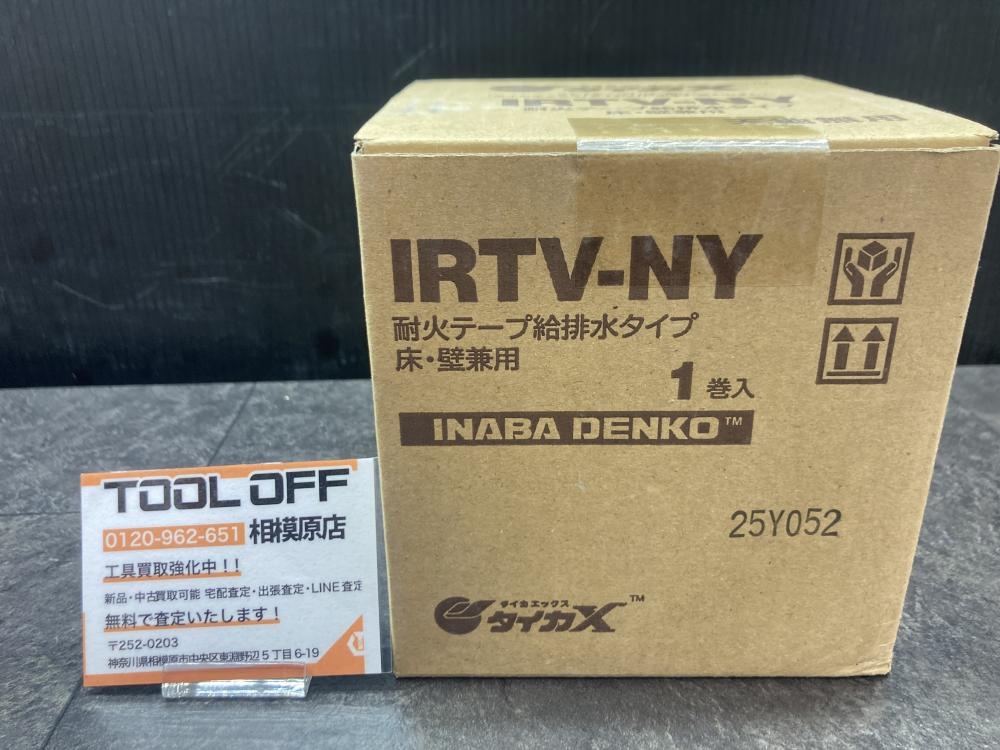 IRTV-NY
耐火テープ給排水タイプ
床・壁兼用
1巻入
INABA DENKO™
25Y052
タイカエックス
タイカX™
TOOL OFF
0120-962-651 相模原店
工具買取強化中!!
新品・中古買取可能 宅配査定・出張査定・LINE査定
無料で査定いたします!
〒252-0203
神奈川県相模原市中央区東淵野辺5丁目6-19